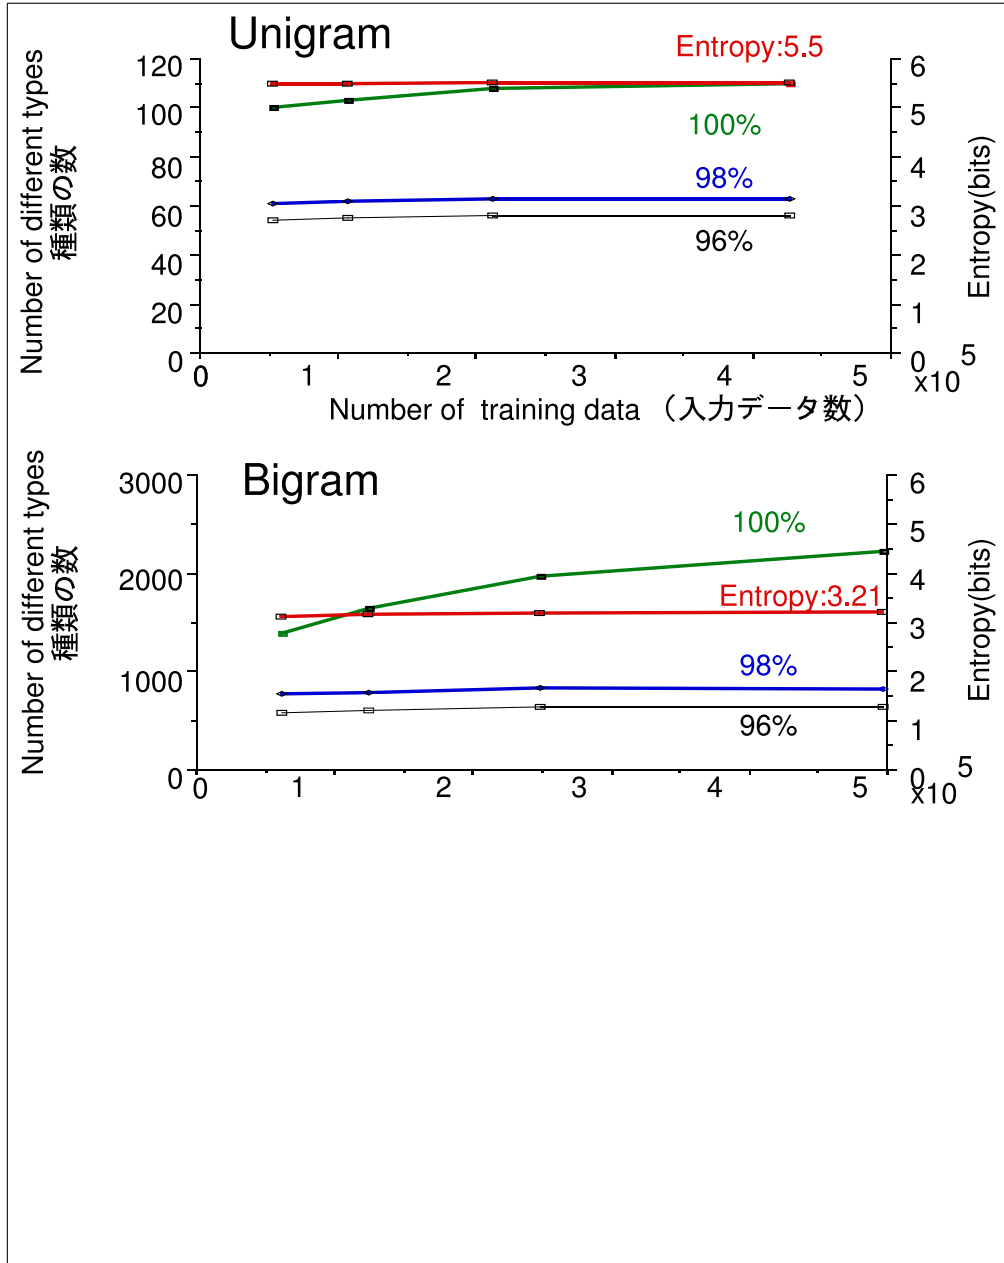 Unigram
Entropy:5.5
100%
98%
96%
Number of different types
種類の数
120
100
80
60
40
20
0
6
5
4
3
2
1
0
Entropy(bits)
0 1 2 3 4 5
x10 5
Number of training data （入力データ数）
Bigram
100%
Entropy:3.21
98%
96%
Number of different types
種類の数
3000
2000
1000
0
6
5
4
3
2
1
0
Entropy(bits)
0 1 2 3 4 5
x10 5